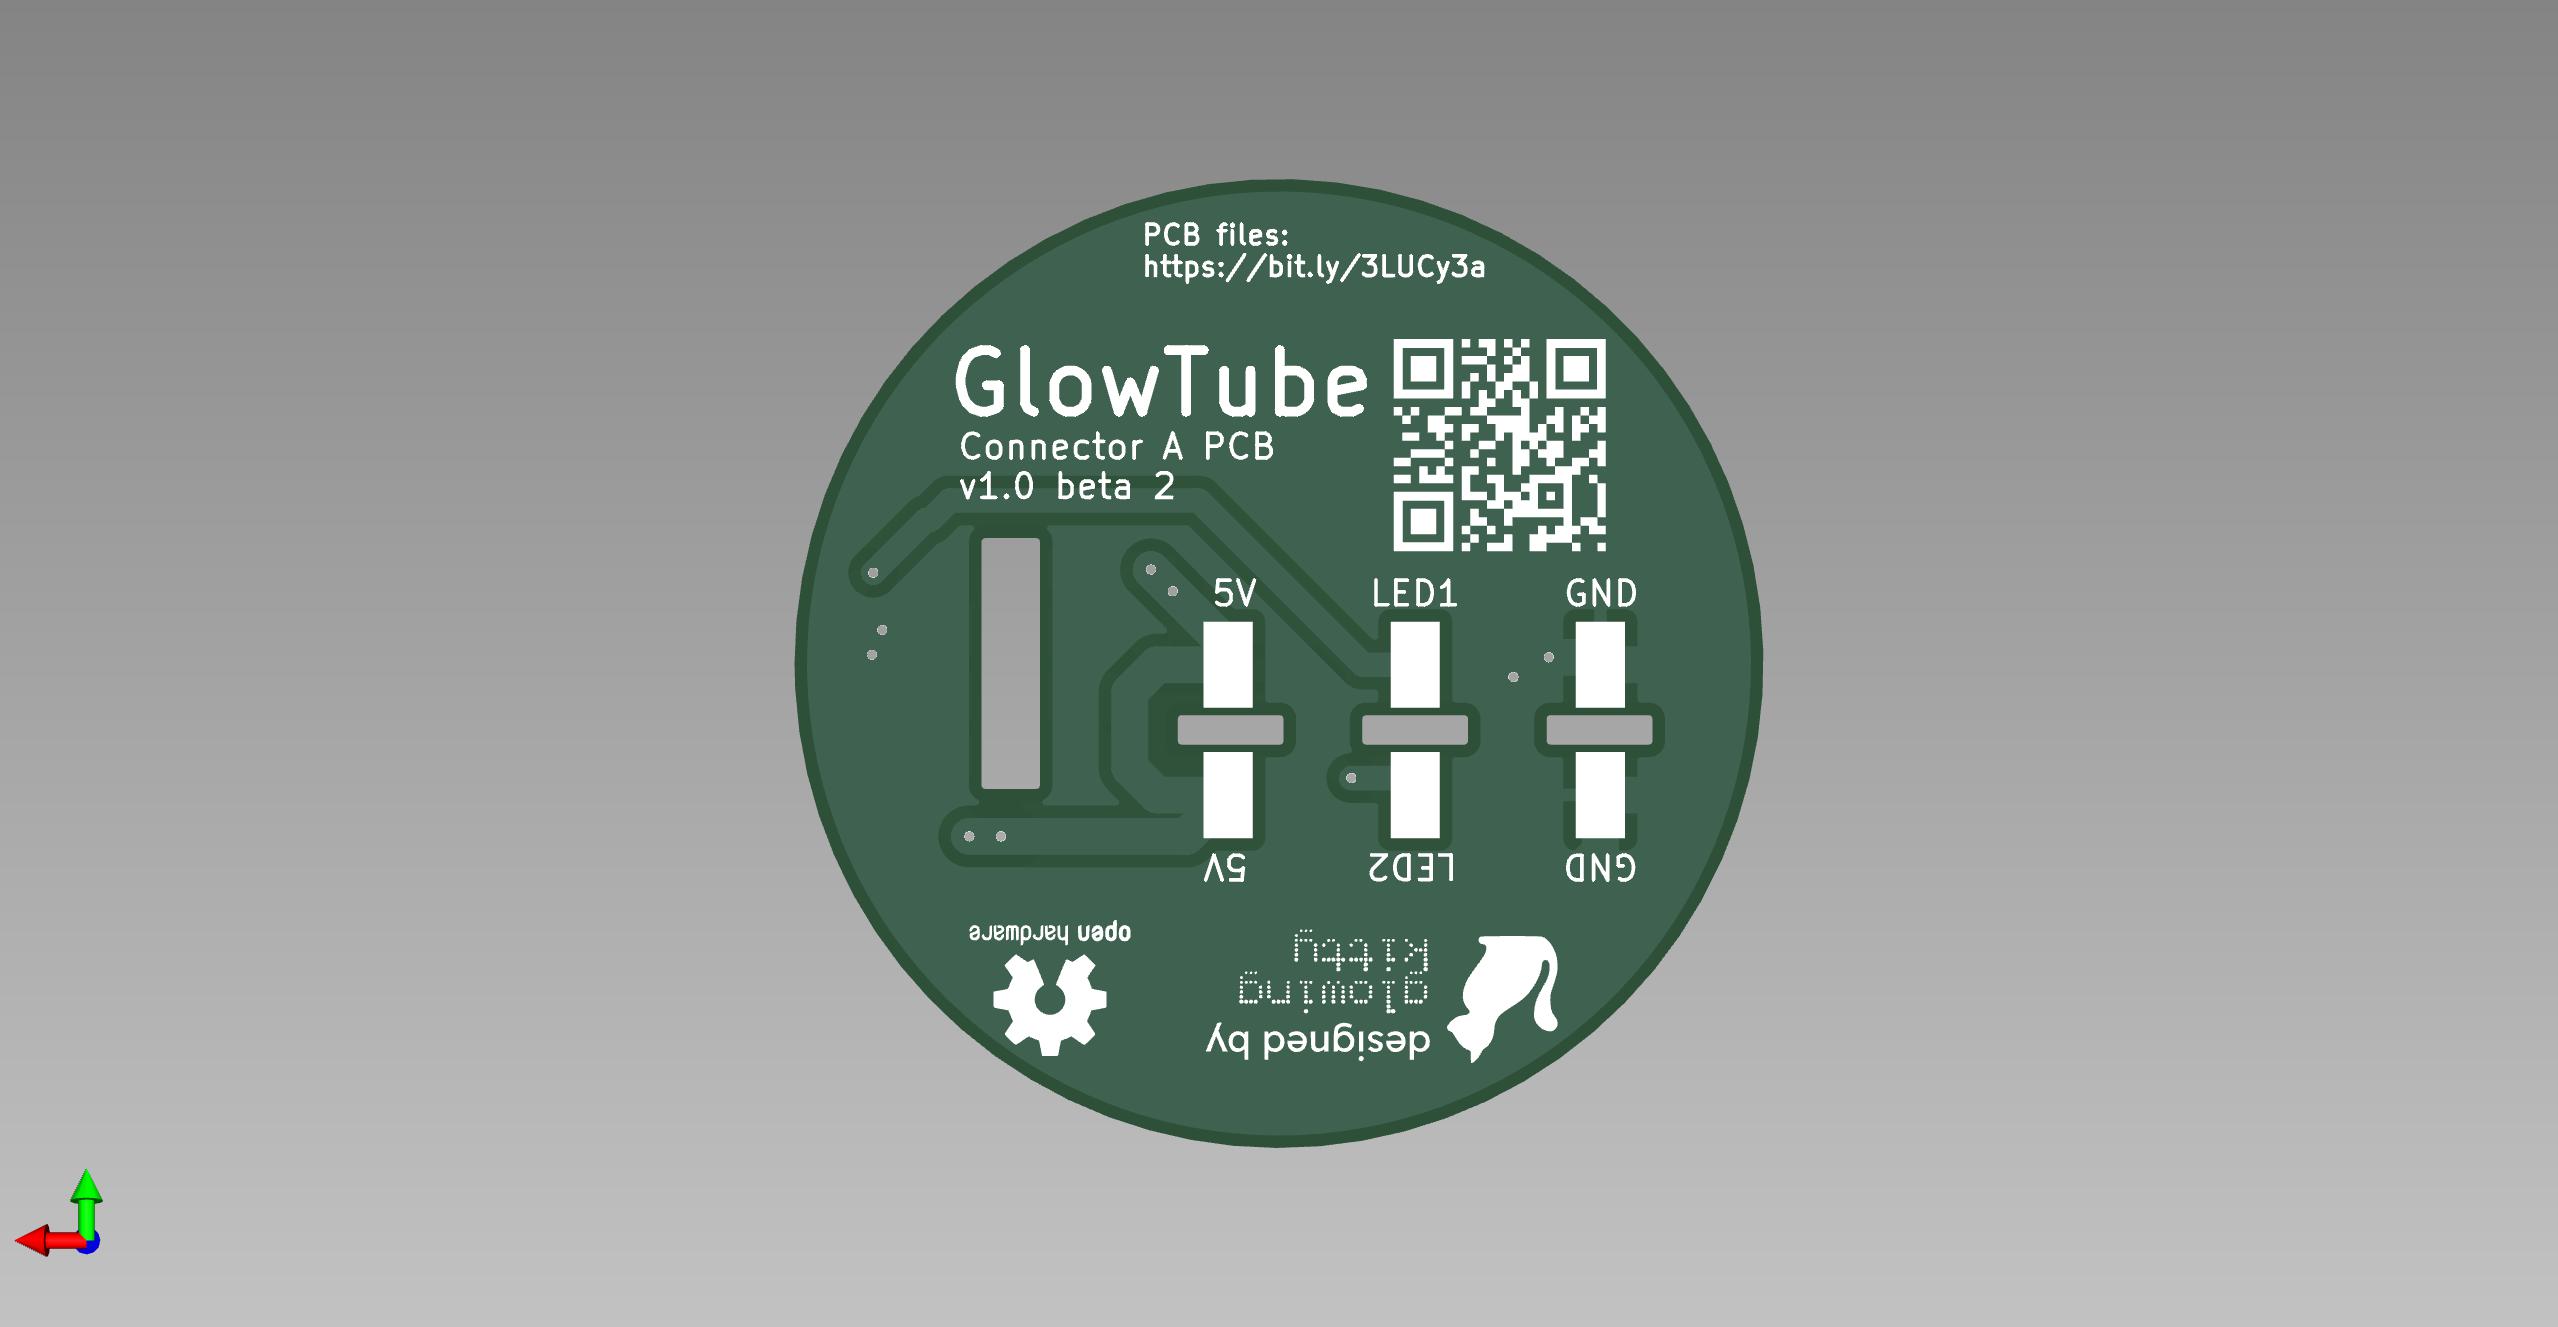 PCB files:
https://bit.ly/3LUCy3a
GlowTube
Connector A PCB
v1.0 beta 2
5V LED1 GND
5V LED2 GND
open hardware
designed by
glowing
kitty